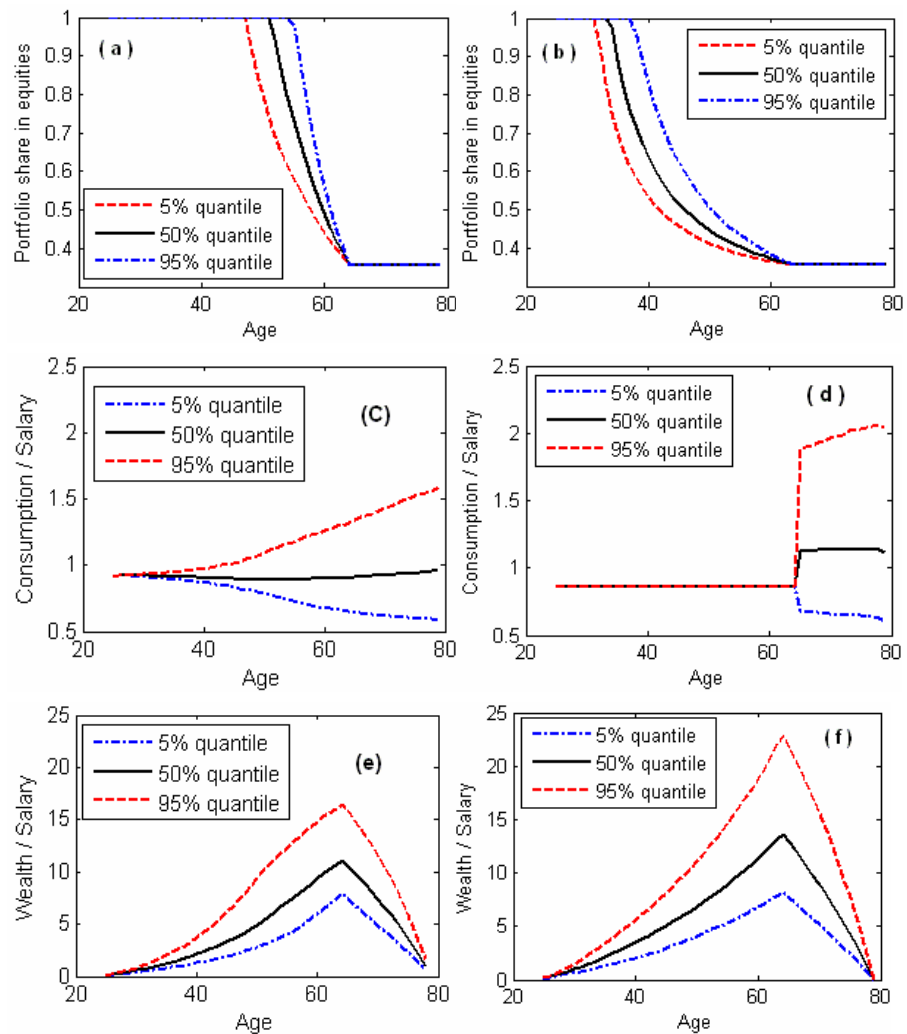 Portfolio share in equities
1
0.9
0.8
0.7
0.6
0.5
0.4
( a )
5% quantile
50% quantile
95% quantile
20
40
60
80
Age
Portfolio share in equities
1
0.9
0.8
0.7
0.6
0.5
0.4
( b )
5% quantile
50% quantile
95% quantile
20
40
60
80
Age
Consumption / Salary
2.5
2
1.5
1
0.5
5% quantile
50% quantile
95% quantile
(C)
20
40
60
80
Age
Consumption / Salary
2.5
2
1.5
1
0.5
5% quantile
50% quantile
95% quantile
( d )
20
40
60
80
Age
Wealth / Salary
25
20
15
10
5
0
5% quantile
50% quantile
95% quantile
(e)
20
40
60
80
Age
Wealth / Salary
25
20
15
10
5
0
5% quantile
50% quantile
95% quantile
( f )
20
40
60
80
Age